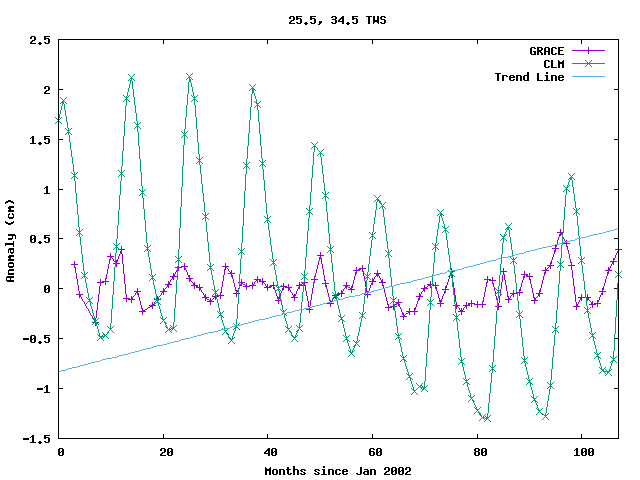 25.5, 34.5 TWS
GRACE
CLM
Trend Line
2.5
2
1.5
1
0.5
0
-0.5
-1
-1.5
Anomaly (cm)
0 20 40 60 80 100
Months since Jan 2002